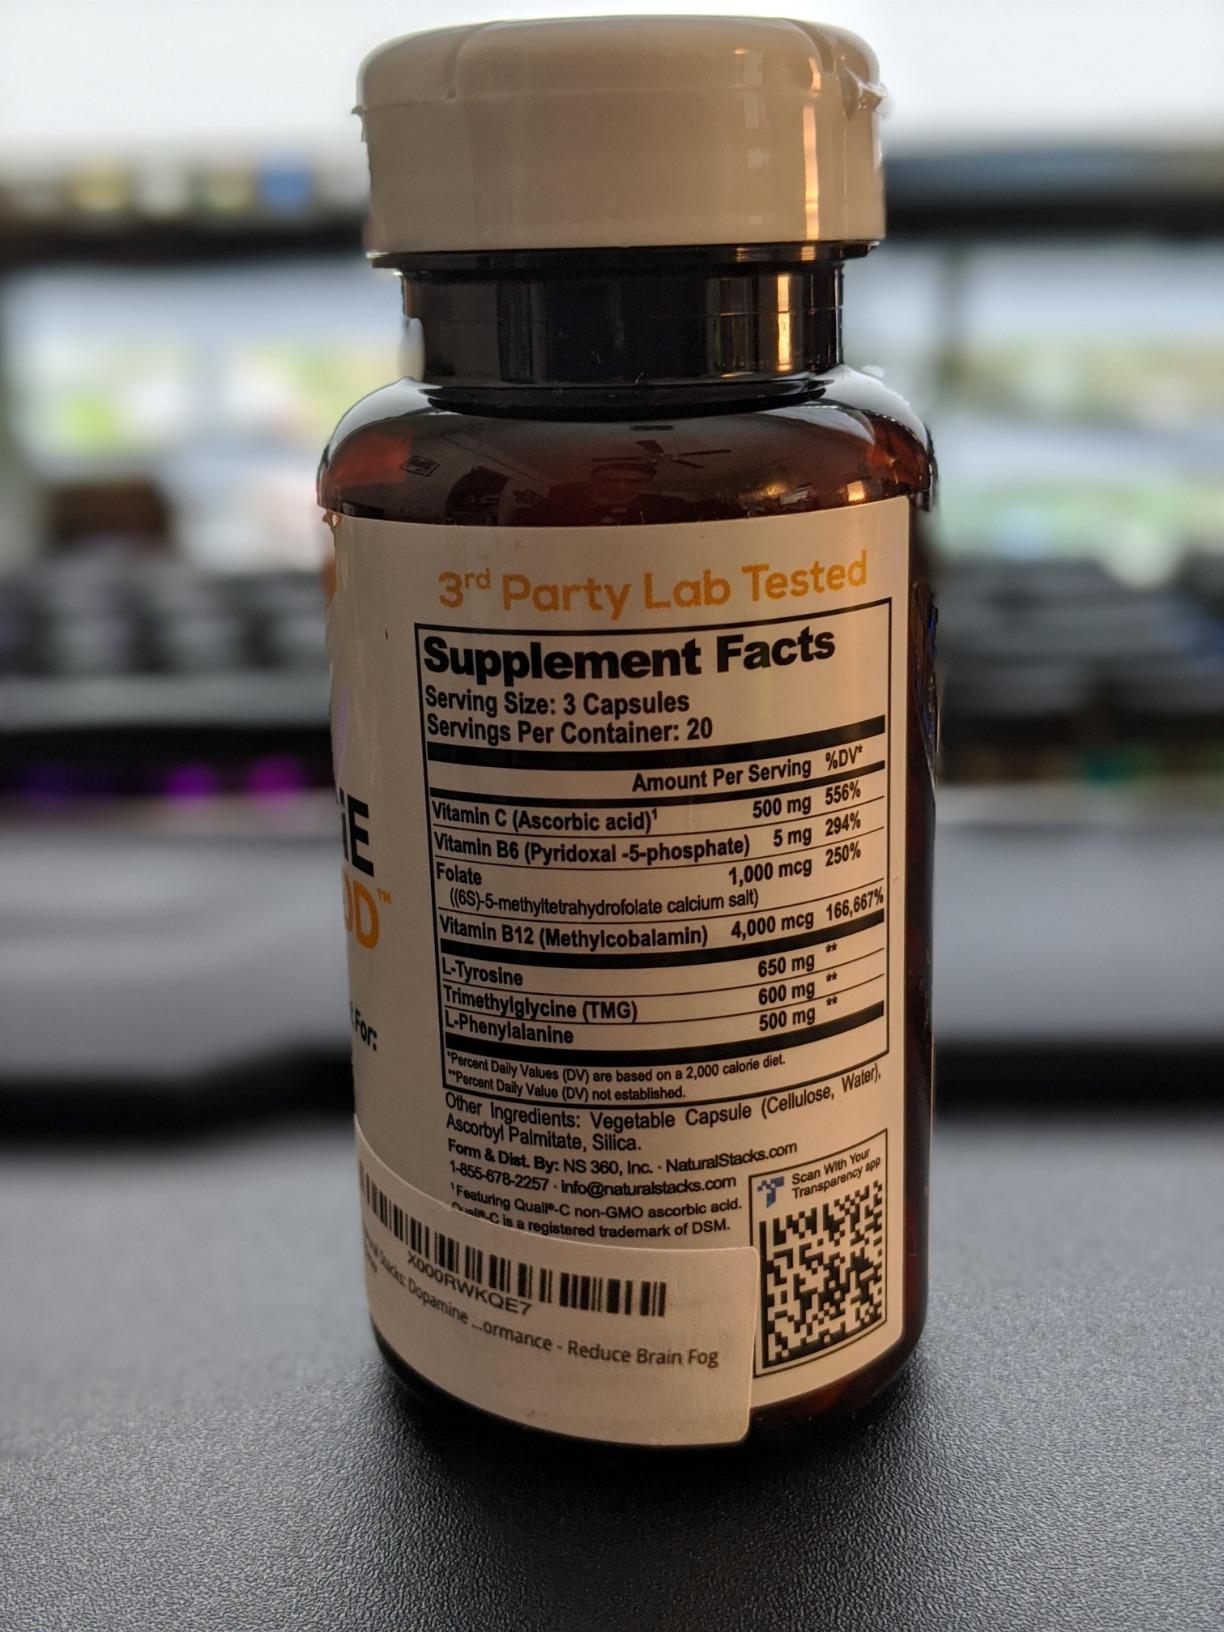 3rd Party Lab Tested
Supplement Facts
Serving Size: 3 Capsules
Servings Per Container: 20
Amount Per Serving %DV*
Vitamin C (Ascorbic acid)¹ 500 mg 556%
Vitamin B6 (Pyridoxal -5-phosphate) 5 mg 294%
Folate 1,000 mcg 250%
((6S)-5-methyltetrahydrofolate calcium salt)
Vitamin B12 (Methylcobalamin) 4,000 mcg 166,667%
L-Tyrosine 650 mg **
Trimethylglycine (TMG) 600 mg **
L-Phenylalanine 500 mg **
*Percent Daily Values (DV) are based on a 2,000 calorie diet.
**Percent Daily Value (DV) not established.
Other Ingredients: Vegetable Capsule (Cellulose, Water),
Ascorbyl Palmitate, Silica.
Form & Dist. By: NS 360, Inc. · NaturalStacks.com
1-855-678-2257 · info@naturalstacks.com
¹Featuring Quali®-C non-GMO ascorbic acid.
Quali®-C is a registered trademark of DSM.
Scan With Your
Transparency app
X000RWKQE7
Stacks: Dopamine ...ormance - Reduce Brain Fog
For: